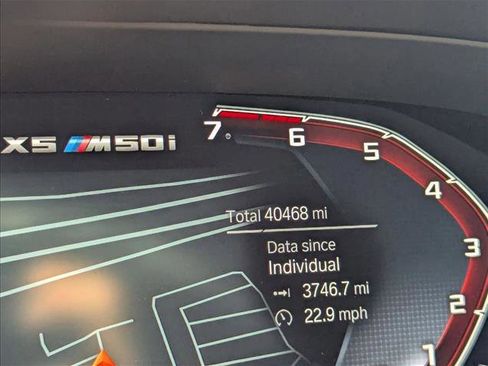 X5 M50i
7
6
5
4
3
2
1
Total 40468 mi
Data since
Individual
3746.7 mi
22.9 mph